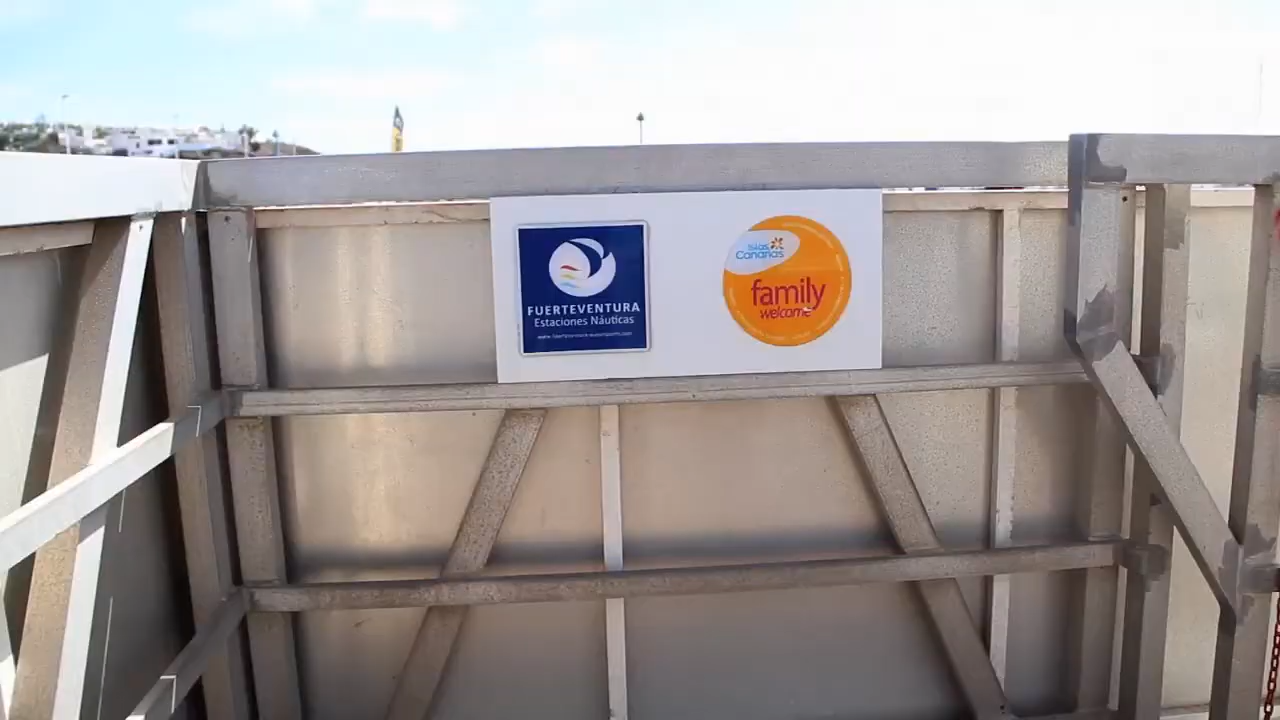 FUERTEVENTURA
Estaciones Náuticas
Islas
Canarias
family
welcome